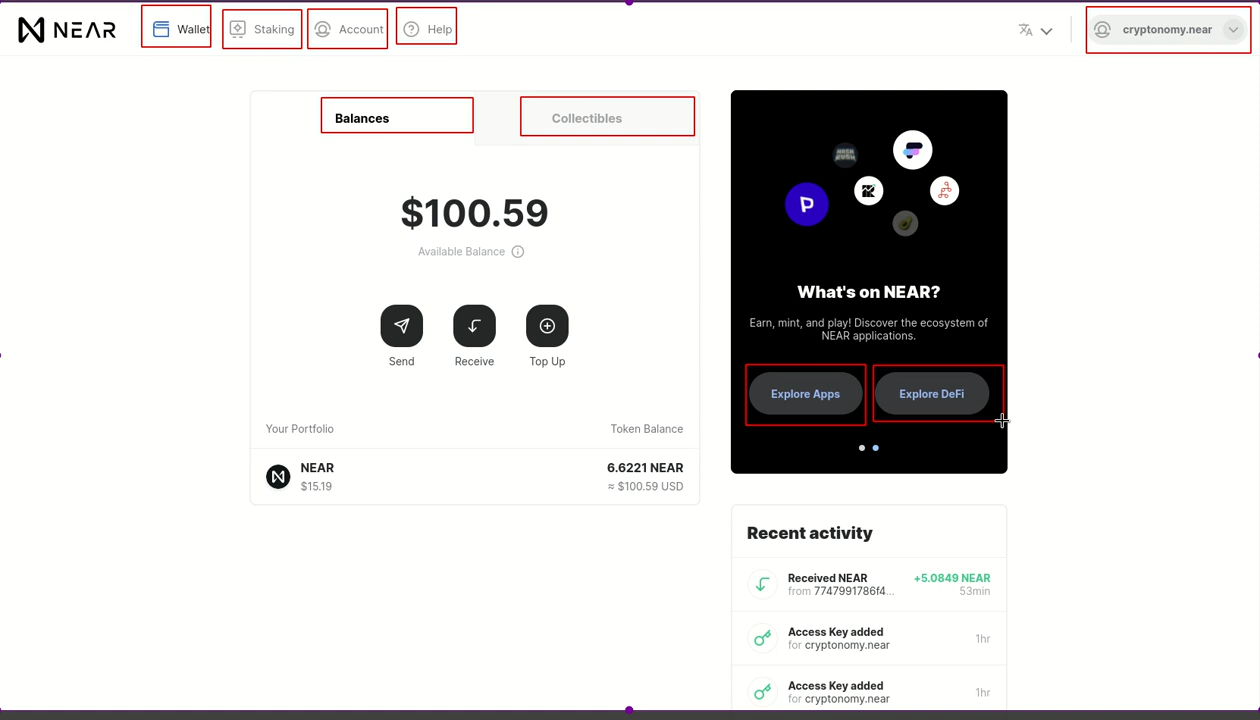 NEAR
Wallet
Staking
Account
Help
cryptonomy.near
Balances
Collectibles
$100.59
Available Balance
Send
Receive
Top Up
Your Portfolio
Token Balance
NEAR
6.6221 NEAR
$15.19
≈ $100.59 USD
P
What's on NEAR?
Earn, mint, and play! Discover the ecosystem of
NEAR applications.
Explore Apps
Explore DeFi
Recent activity
Received NEAR
+5.0849 NEAR
from 7747991786f4...
53min
Access Key added
1hr
for cryptonomy.near
Access Key added
1hr
for cryptonomy.near